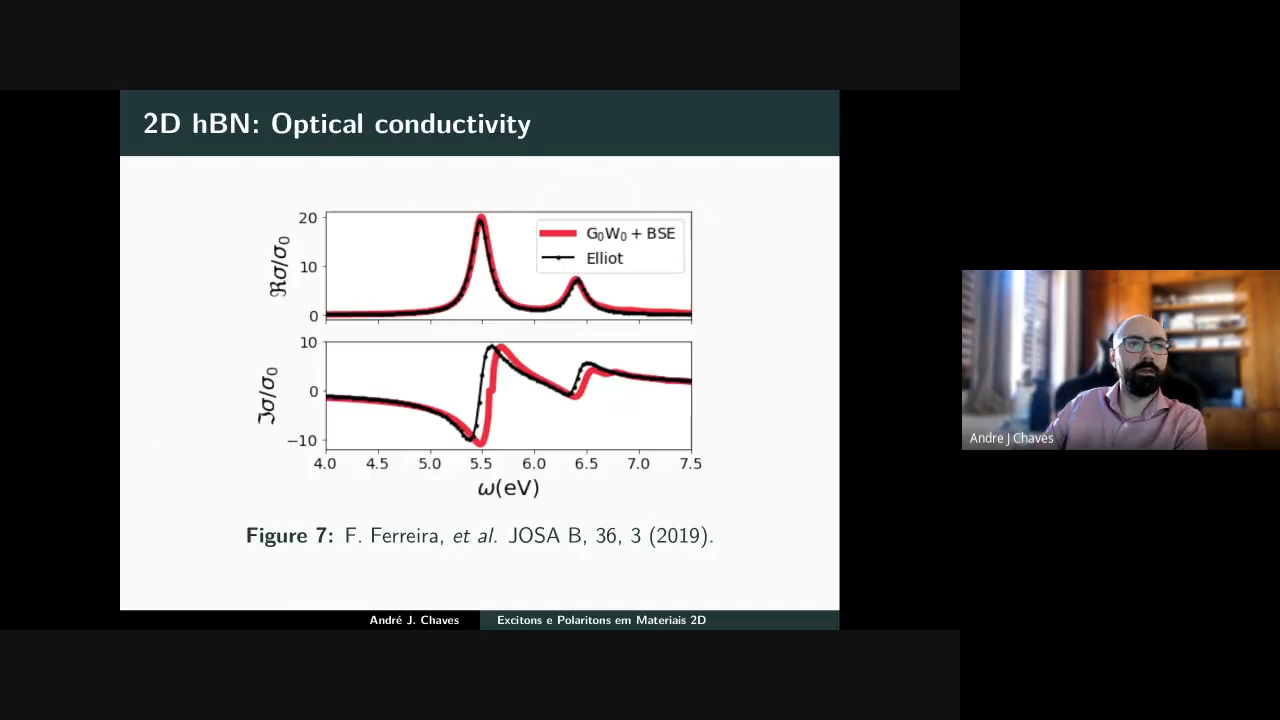 2D hBN: Optical conductivity
20
10
0
ℜσ/σ₀
G₀W₀ + BSE
Elliot
10
0
−10
ℑσ/σ₀
4.0 4.5 5.0 5.5 6.0 6.5 7.0 7.5
ω(eV)
Figure 7: F. Ferreira, et al. JOSA B, 36, 3 (2019).
André J. Chaves Excitons e Polaritons em Materiais 2D
Andre J Chaves